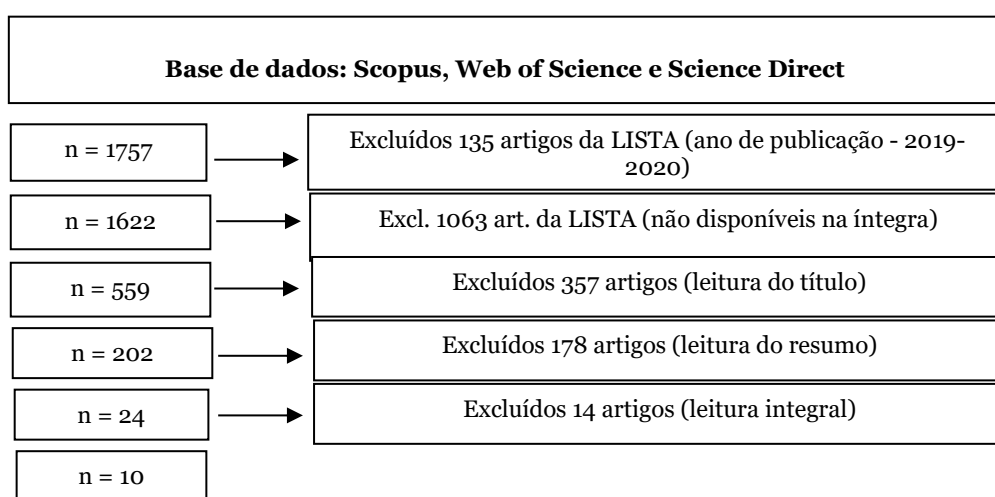 Base de dados: Scopus, Web of Science e Science Direct
n = 1757
Excluídos 135 artigos da LISTA (ano de publicação - 2019-
2020)
n = 1622
Excl. 1063 art. da LISTA (não disponíveis na íntegra)
n = 559
Excluídos 357 artigos (leitura do título)
n = 202
Excluídos 178 artigos (leitura do resumo)
n = 24
Excluídos 14 artigos (leitura integral)
n = 10